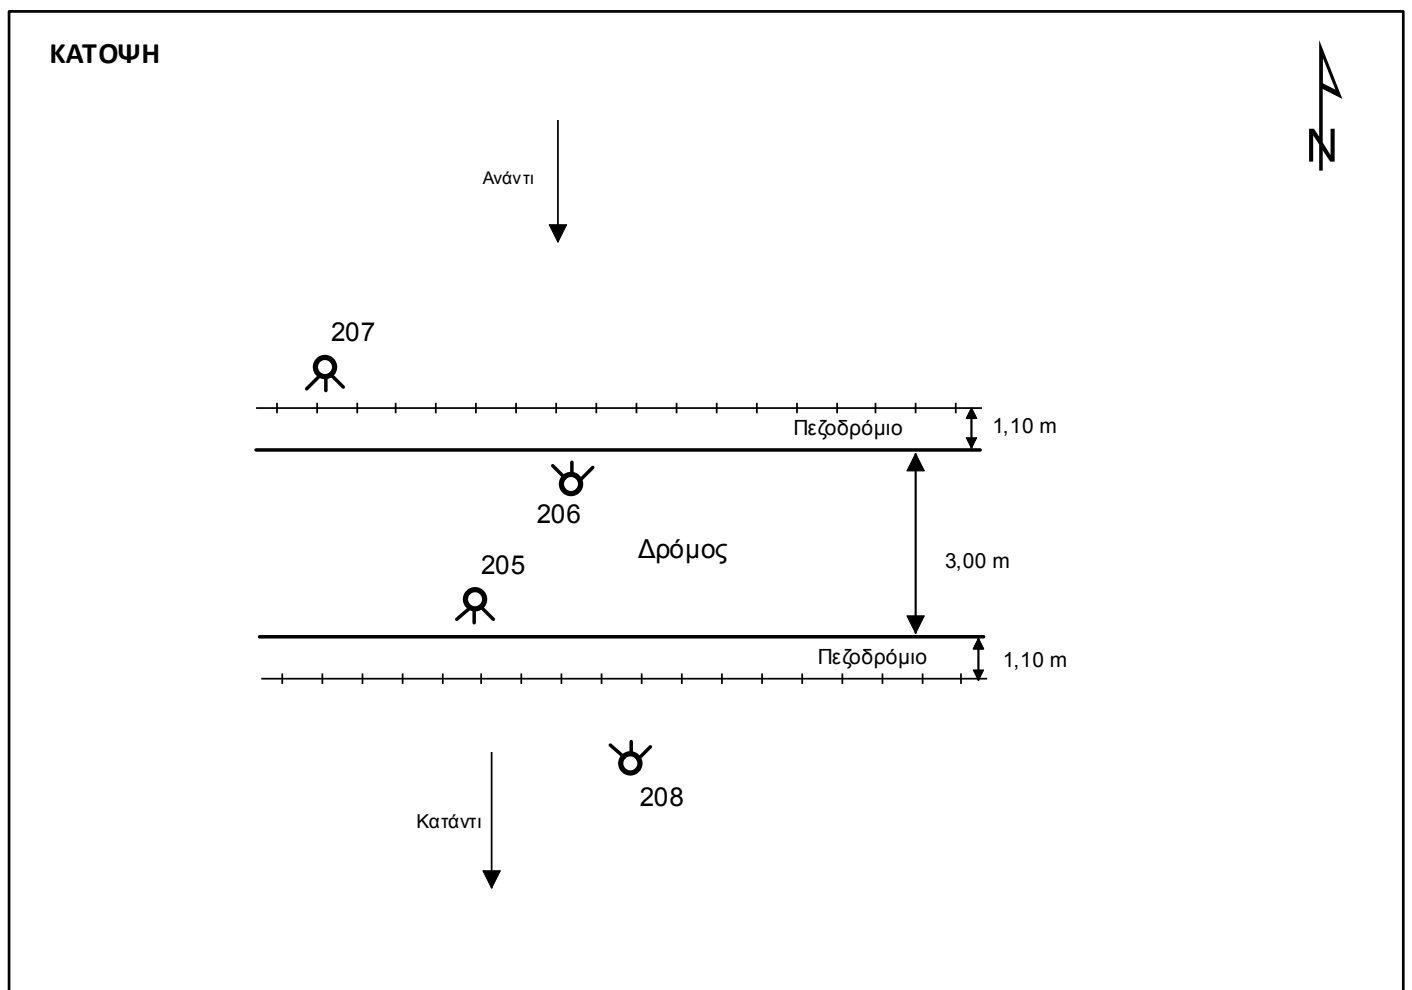 ΚΑΤΟΨΗ
N
Ανάντι
207
Πεζοδρόμιο
1,10 m
206
Δρόμος
205
3,00 m
Πεζοδρόμιο
1,10 m
208
Κατάντι